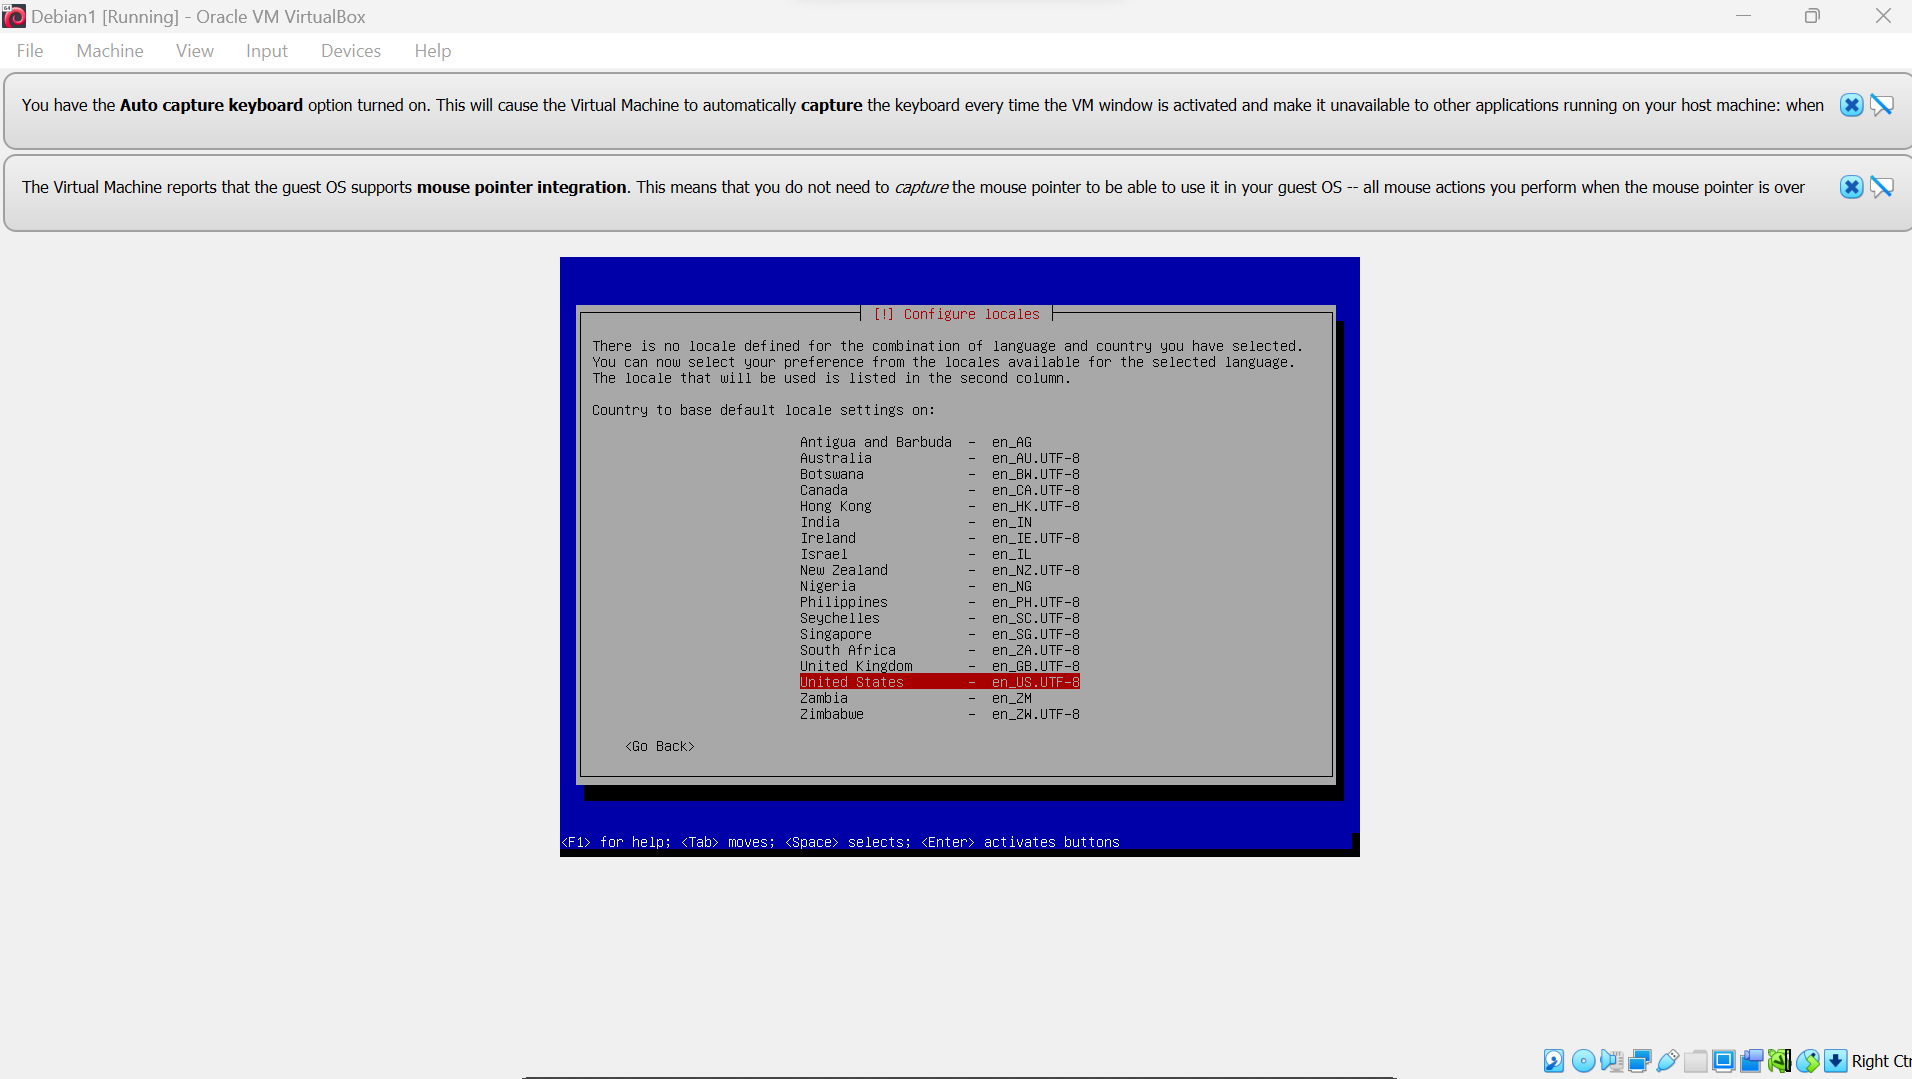 Debian1 [Running] - Oracle VM VirtualBox
File Machine View Input Devices Help
You have the Auto capture keyboard option turned on. This will cause the Virtual Machine to automatically capture the keyboard every time the VM window is activated and make it unavailable to other applications running on your host machine: when
The Virtual Machine reports that the guest OS supports mouse pointer integration. This means that you do not need to capture the mouse pointer to be able to use it in your guest OS -- all mouse actions you perform when the mouse pointer is over
[!] Configure locales
There is no locale defined for the combination of language and country you have selected.
You can now select your preference from the locales available for the selected language.
The locale that will be used is listed in the second column.
Country to base default locale settings on:
Antigua and Barbuda - en_AG
Australia - en_AU.UTF-8
Botswana - en_BW.UTF-8
Canada - en_CA.UTF-8
Hong Kong - en_HK.UTF-8
India - en_IN
Ireland - en_IE.UTF-8
Israel - en_IL
New Zealand - en_NZ.UTF-8
Nigeria - en_NG
Philippines - en_PH.UTF-8
Seychelles - en_SC.UTF-8
Singapore - en_SG.UTF-8
South Africa - en_ZA.UTF-8
United Kingdom - en_GB.UTF-8
United States - en_US.UTF-8
Zambia - en_ZM
Zimbabwe - en_ZW.UTF-8
<Go Back>
<F1> for help; <Tab> moves; <Space> selects; <Enter> activates buttons
Right Ctr